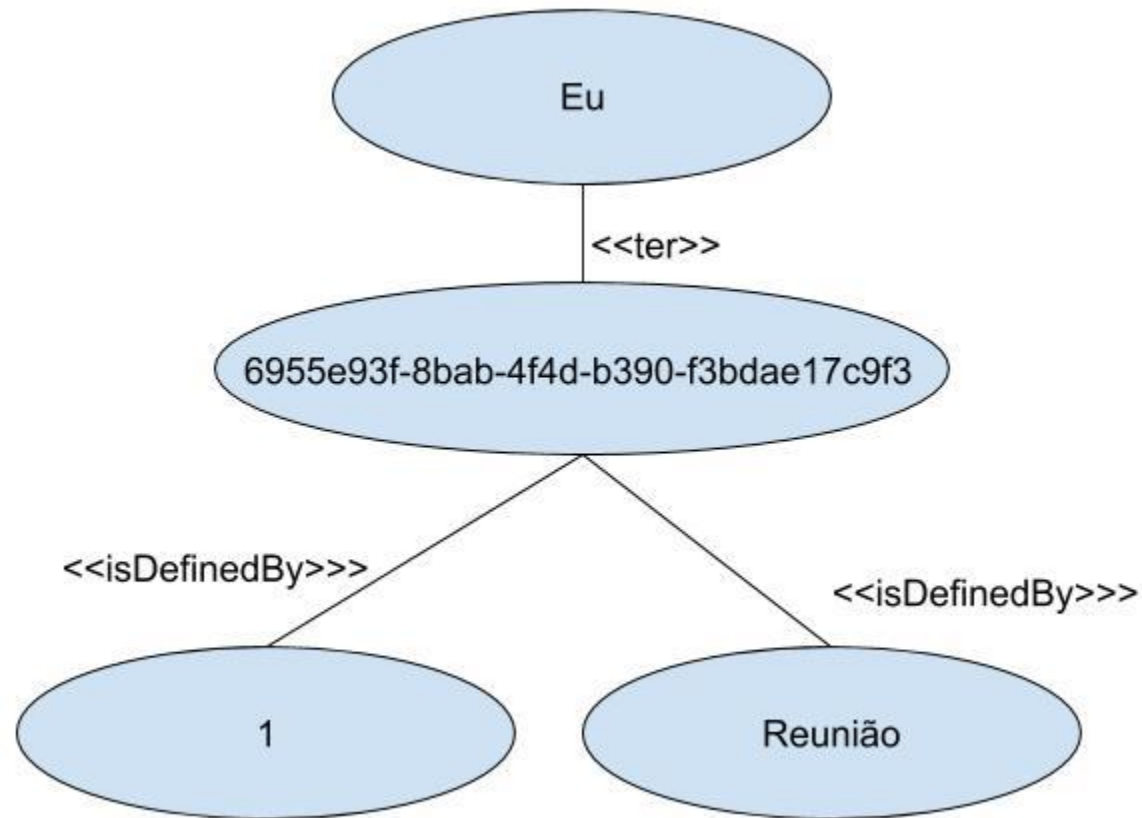 Eu
<<ter>>
6955e93f-8bab-4f4d-b390-f3bdae17c9f3
<<isDefinedBy>>>
<<isDefinedBy>>>
1
Reunião